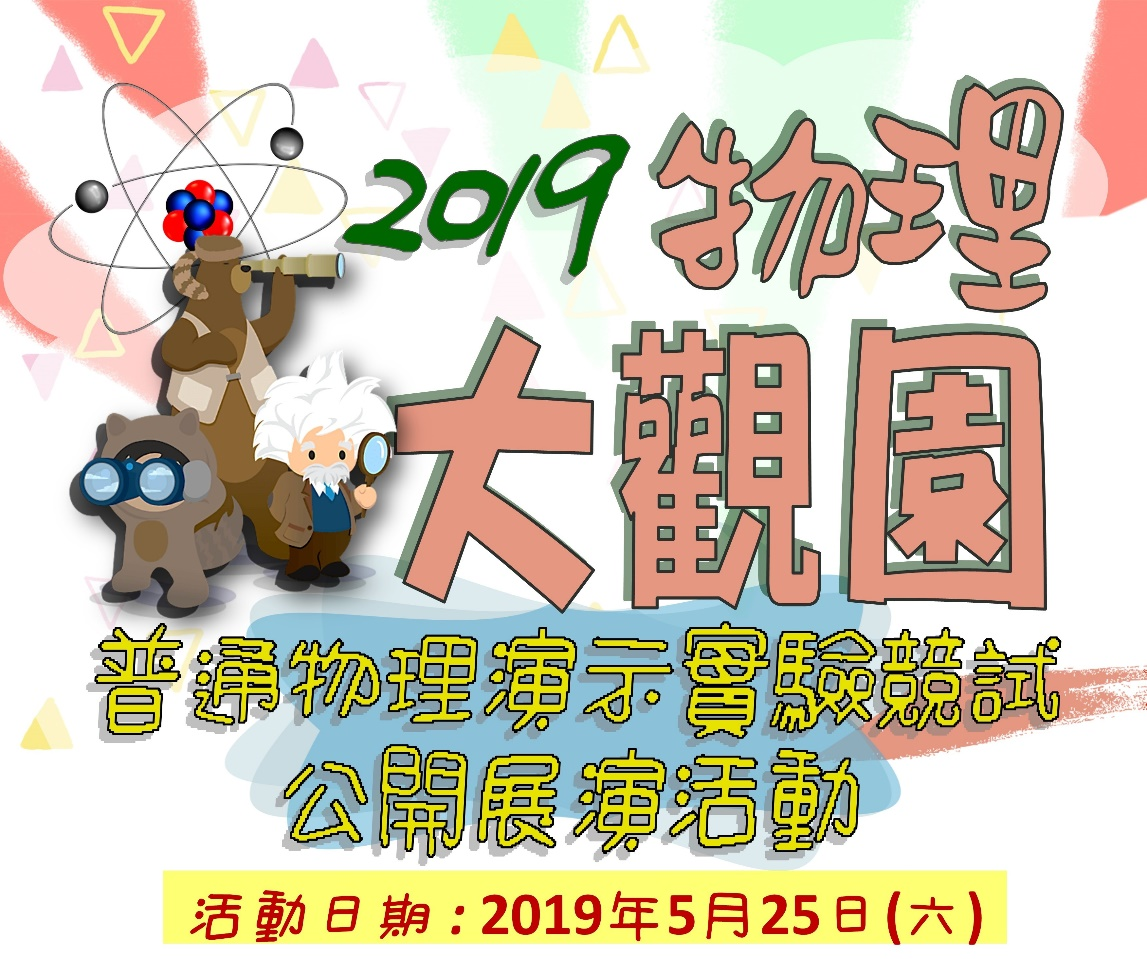 2019 物理
大觀園
普通物理演示實驗競試
公開展演活動
活動日期：2019年5月25日(六)